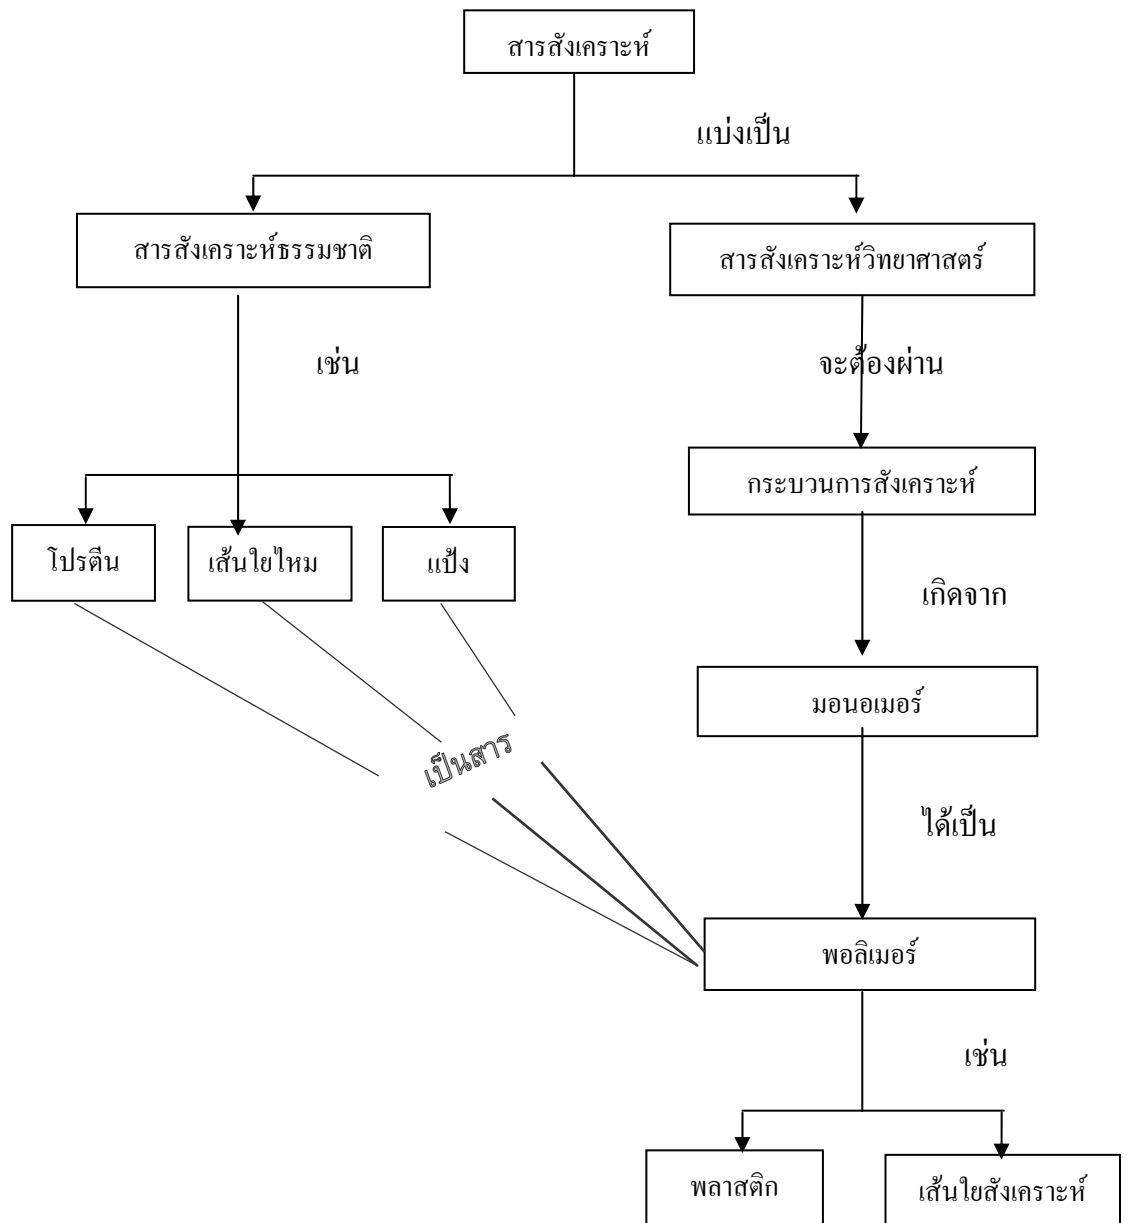 สารสังเคราะห์
แบ่งเป็น
สารสังเคราะห์ธรรมชาติ
สารสังเคราะห์วิทยาศาสตร์
เช่น
จะต้องผ่าน
กระบวนการสังเคราะห์
โปรตีน
เส้นใยไหม
แป้ง
เกิดจาก
มอนอเมอร์
เป็นสาร
ได้เป็น
พอลิเมอร์
เช่น
พลาสติก
เส้นใยสังเคราะห์